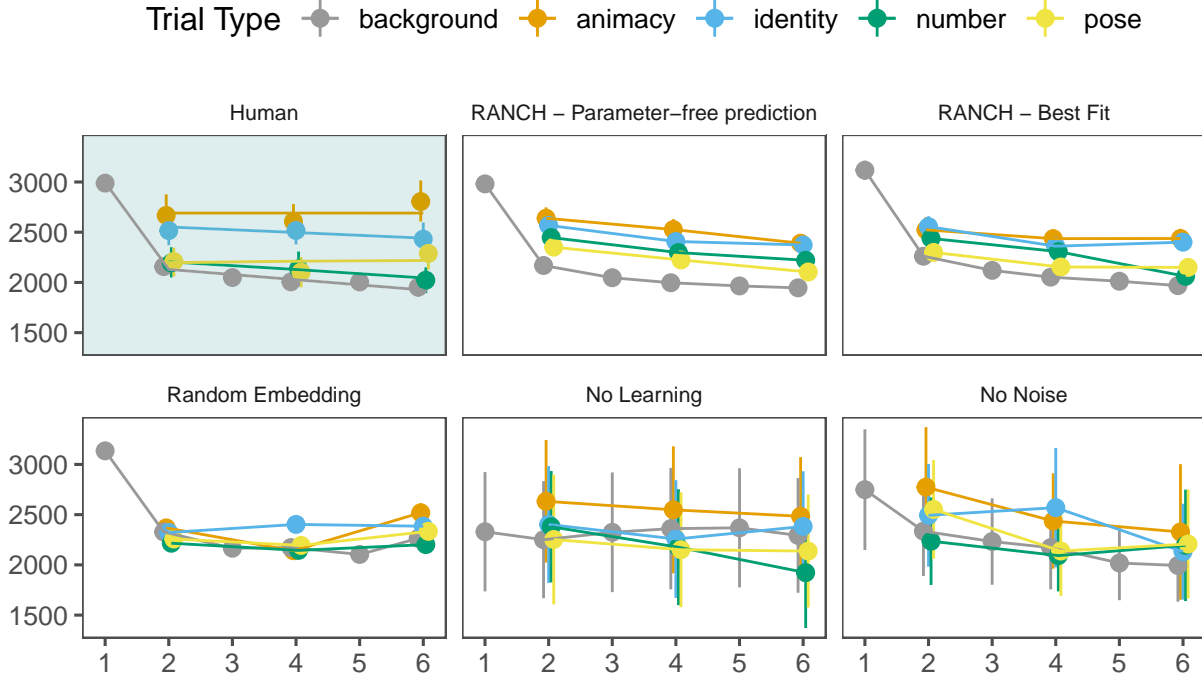 Trial Type background animacy identity number pose
Human RANCH − Parameter−free prediction RANCH − Best Fit
3000
2500
2000
1500
Random Embedding No Learning No Noise
3000
2500
2000
1500
1 2 3 4 5 6 1 2 3 4 5 6 1 2 3 4 5 6